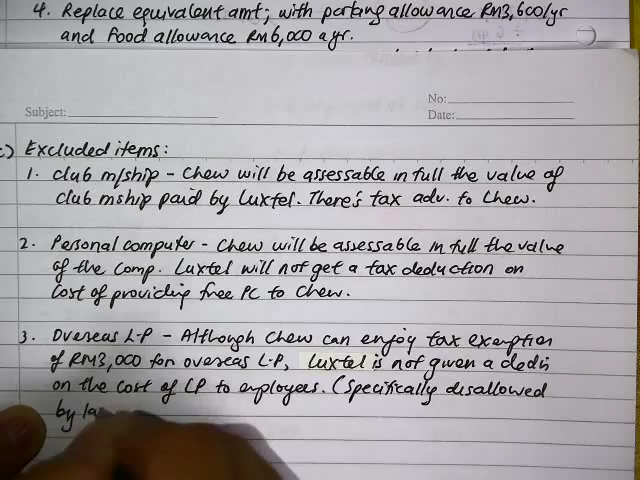 4. Replace equivalent amt; with parking allowance RM3,600/yr
and food allowance RM6,000 a yr.
No:
Subject:
Date:
c) Excluded items:
1. Club m/ship - Chew will be assessable in full the value of
club mship paid by Luxtel. There's tax adv. to Chew.
2. Personal computer - Chew will be assessable in full the value
of the comp. Luxtel will not get a tax deduction on
cost of providing free PC to Chew.
3. Overseas L-P - Although Chew can enjoy tax exemption
of RM3,000 for overseas L-P, Luxtel is not given a ded'n
on the cost of LP to employees. (Specifically disallowed
by la